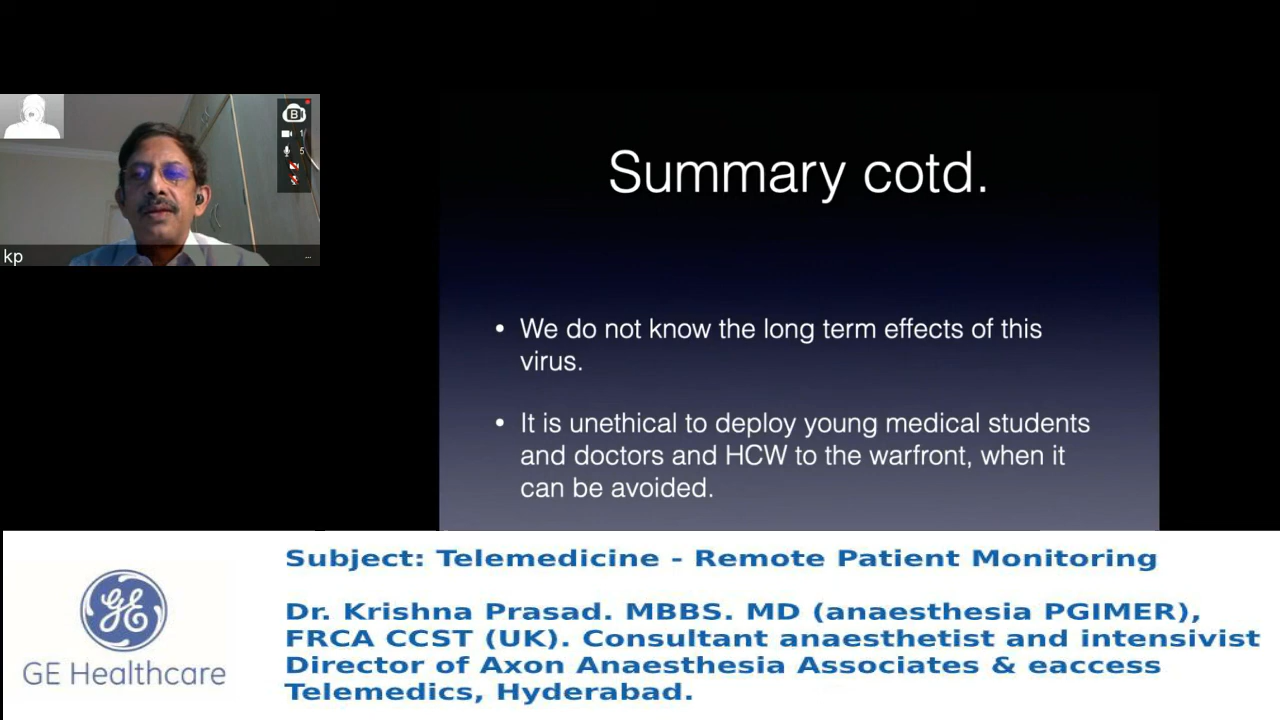 B
1
5
kp
Summary cotd.
• We do not know the long term effects of this
virus.
• It is unethical to deploy young medical students
and doctors and HCW to the warfront, when it
can be avoided.
GE
GE Healthcare
Subject: Telemedicine - Remote Patient Monitoring
Dr. Krishna Prasad. MBBS. MD (anaesthesia PGIMER),
FRCA CCST (UK). Consultant anaesthetist and intensivist
Director of Axon Anaesthesia Associates & eaccess
Telemedics, Hyderabad.